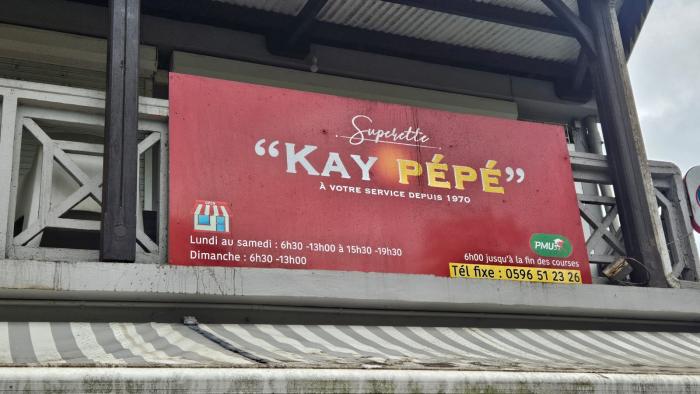 Superette
“KAY PÉPÉ”
À VOTRE SERVICE DEPUIS 1970
Lundi au samedi : 6h30 -13h00 à 15h30 -19h30
Dimanche : 6h30 -13h00
PMU
6h00 jusqu'à la fin des courses
Tél fixe : 0596 51 23 26